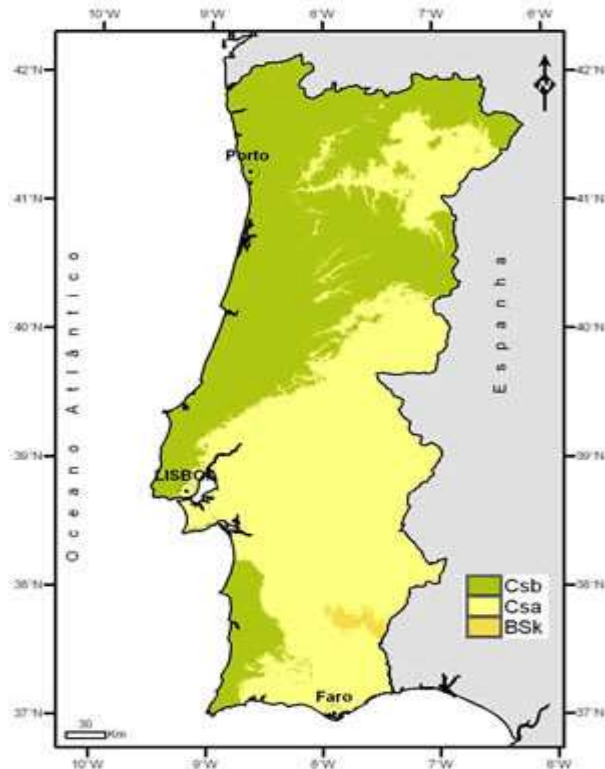 10°W 9°W 8°W 7°W 6°W
42°N 42°N
N
Porto
41°N 41°N
Oceano Atlântico
Espanha
40°N 40°N
39°N 39°N
LISBOA
38°N 38°N
Csb
Csa
BSk
Faro
37°N 37°N
30
Km
10°W 9°W 8°W 7°W 6°W